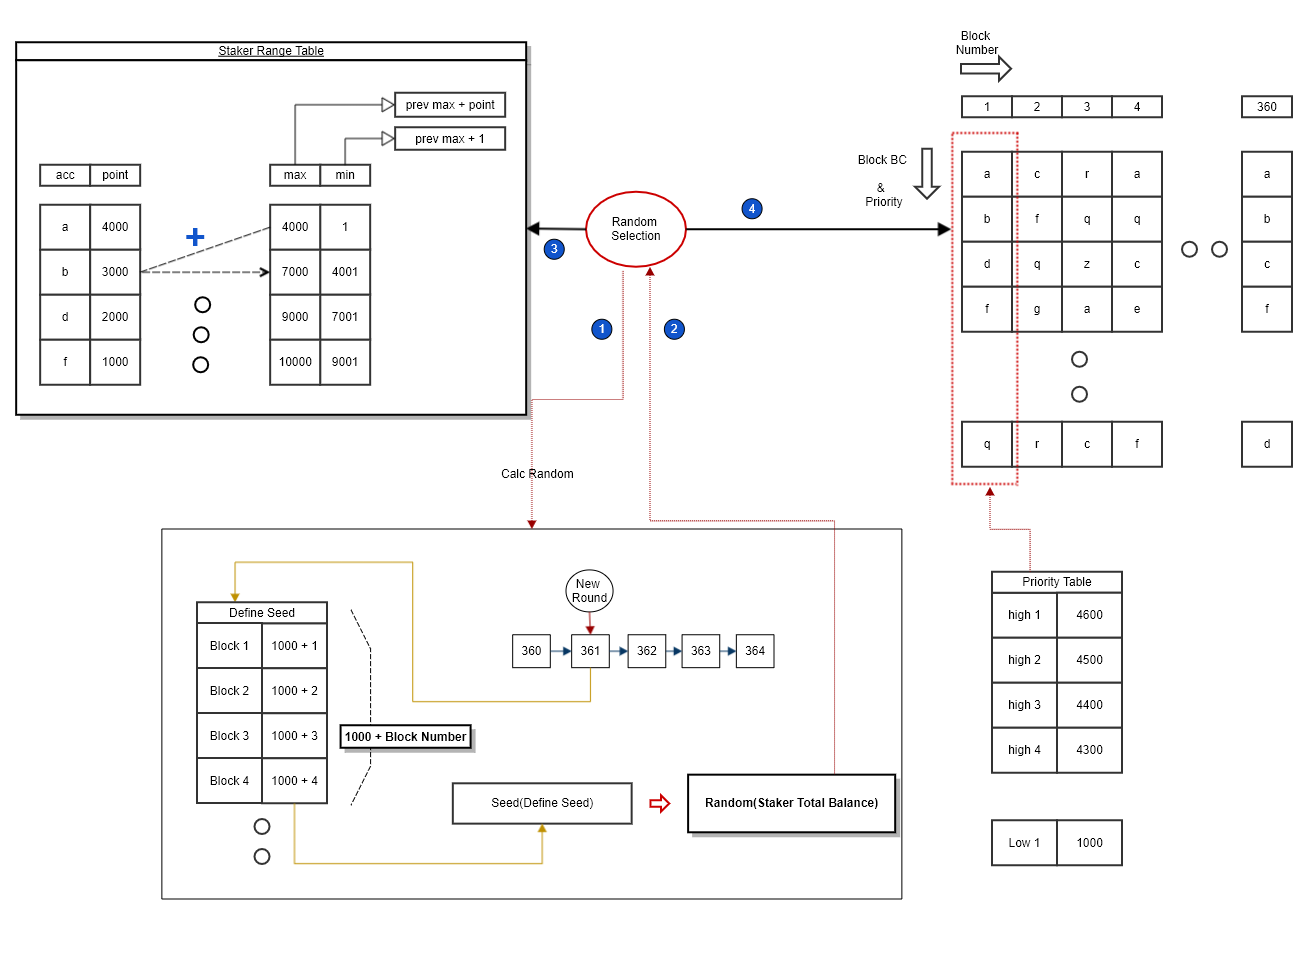 Staker Range Table
prev max + point
prev max + 1
acc point
max min
a 4000
4000 1
b 3000
7000 4001
d 2000
9000 7001
f 1000
10000 9001
Random
Selection
3
4
1
2
Calc Random
Block
Number
1 2 3 4 360
Block BC
&
Priority
a c r a a
b f q q b
d q z c c
f g a e f
q r c f d
Define Seed
Block 1 1000 + 1
Block 2 1000 + 2
Block 3 1000 + 3
Block 4 1000 + 4
1000 + Block Number
New
Round
360 361 362 363 364
Seed(Define Seed)
Random(Staker Total Balance)
Priority Table
high 1 4600
high 2 4500
high 3 4400
high 4 4300
Low 1 1000